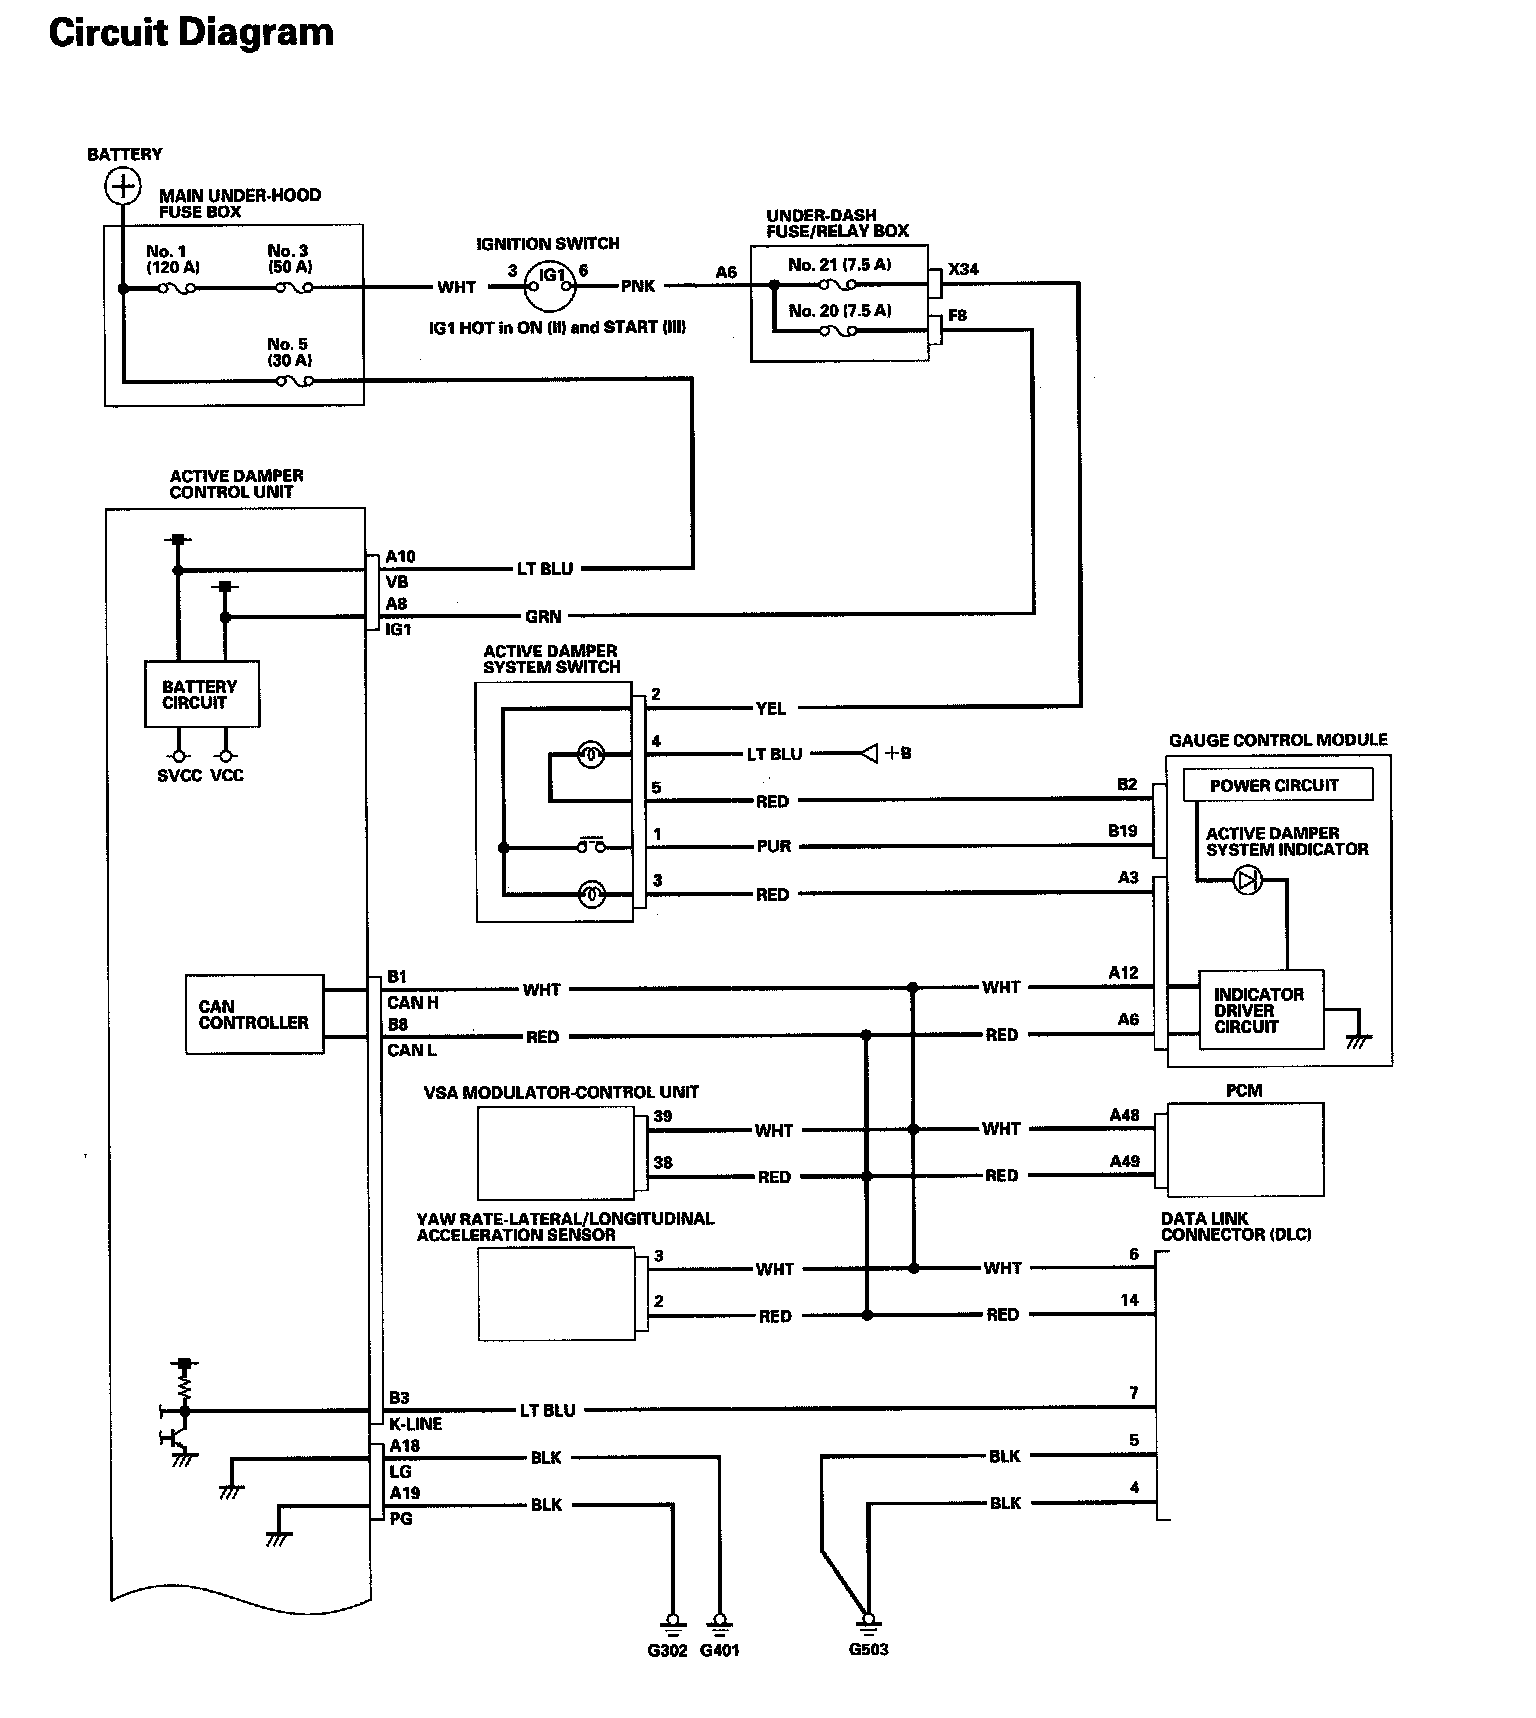 Circuit Diagram
BATTERY
MAIN UNDER-HOOD
FUSE BOX
No. 1
(120 A)
No. 3
(50 A)
No. 5
(30 A)
WHT
IGNITION SWITCH
3
IG1
6
PNK
IG1 HOT in ON (II) and START (III)
UNDER-DASH
FUSE/RELAY BOX
A6
No. 21 (7.5 A)
X34
No. 20 (7.5 A)
F8
ACTIVE DAMPER
CONTROL UNIT
A10
VB
LT BLU
A8
IG1
GRN
BATTERY
CIRCUIT
SVCC VCC
ACTIVE DAMPER
SYSTEM SWITCH
2
YEL
4
LT BLU
+B
5
RED
B2
1
PUR
B19
3
RED
A3
GAUGE CONTROL MODULE
POWER CIRCUIT
ACTIVE DAMPER
SYSTEM INDICATOR
INDICATOR
DRIVER
CIRCUIT
CAN
CONTROLLER
B1
CAN H
WHT
WHT
A12
B8
CAN L
RED
RED
A6
VSA MODULATOR-CONTROL UNIT
39
WHT
WHT
A48
38
RED
RED
A49
PCM
YAW RATE-LATERAL/LONGITUDINAL
ACCELERATION SENSOR
3
WHT
WHT
6
2
RED
RED
14
DATA LINK
CONNECTOR (DLC)
B3
K-LINE
LT BLU
7
A18
LG
BLK
BLK
5
A19
PG
BLK
BLK
4
G302 G401
G503